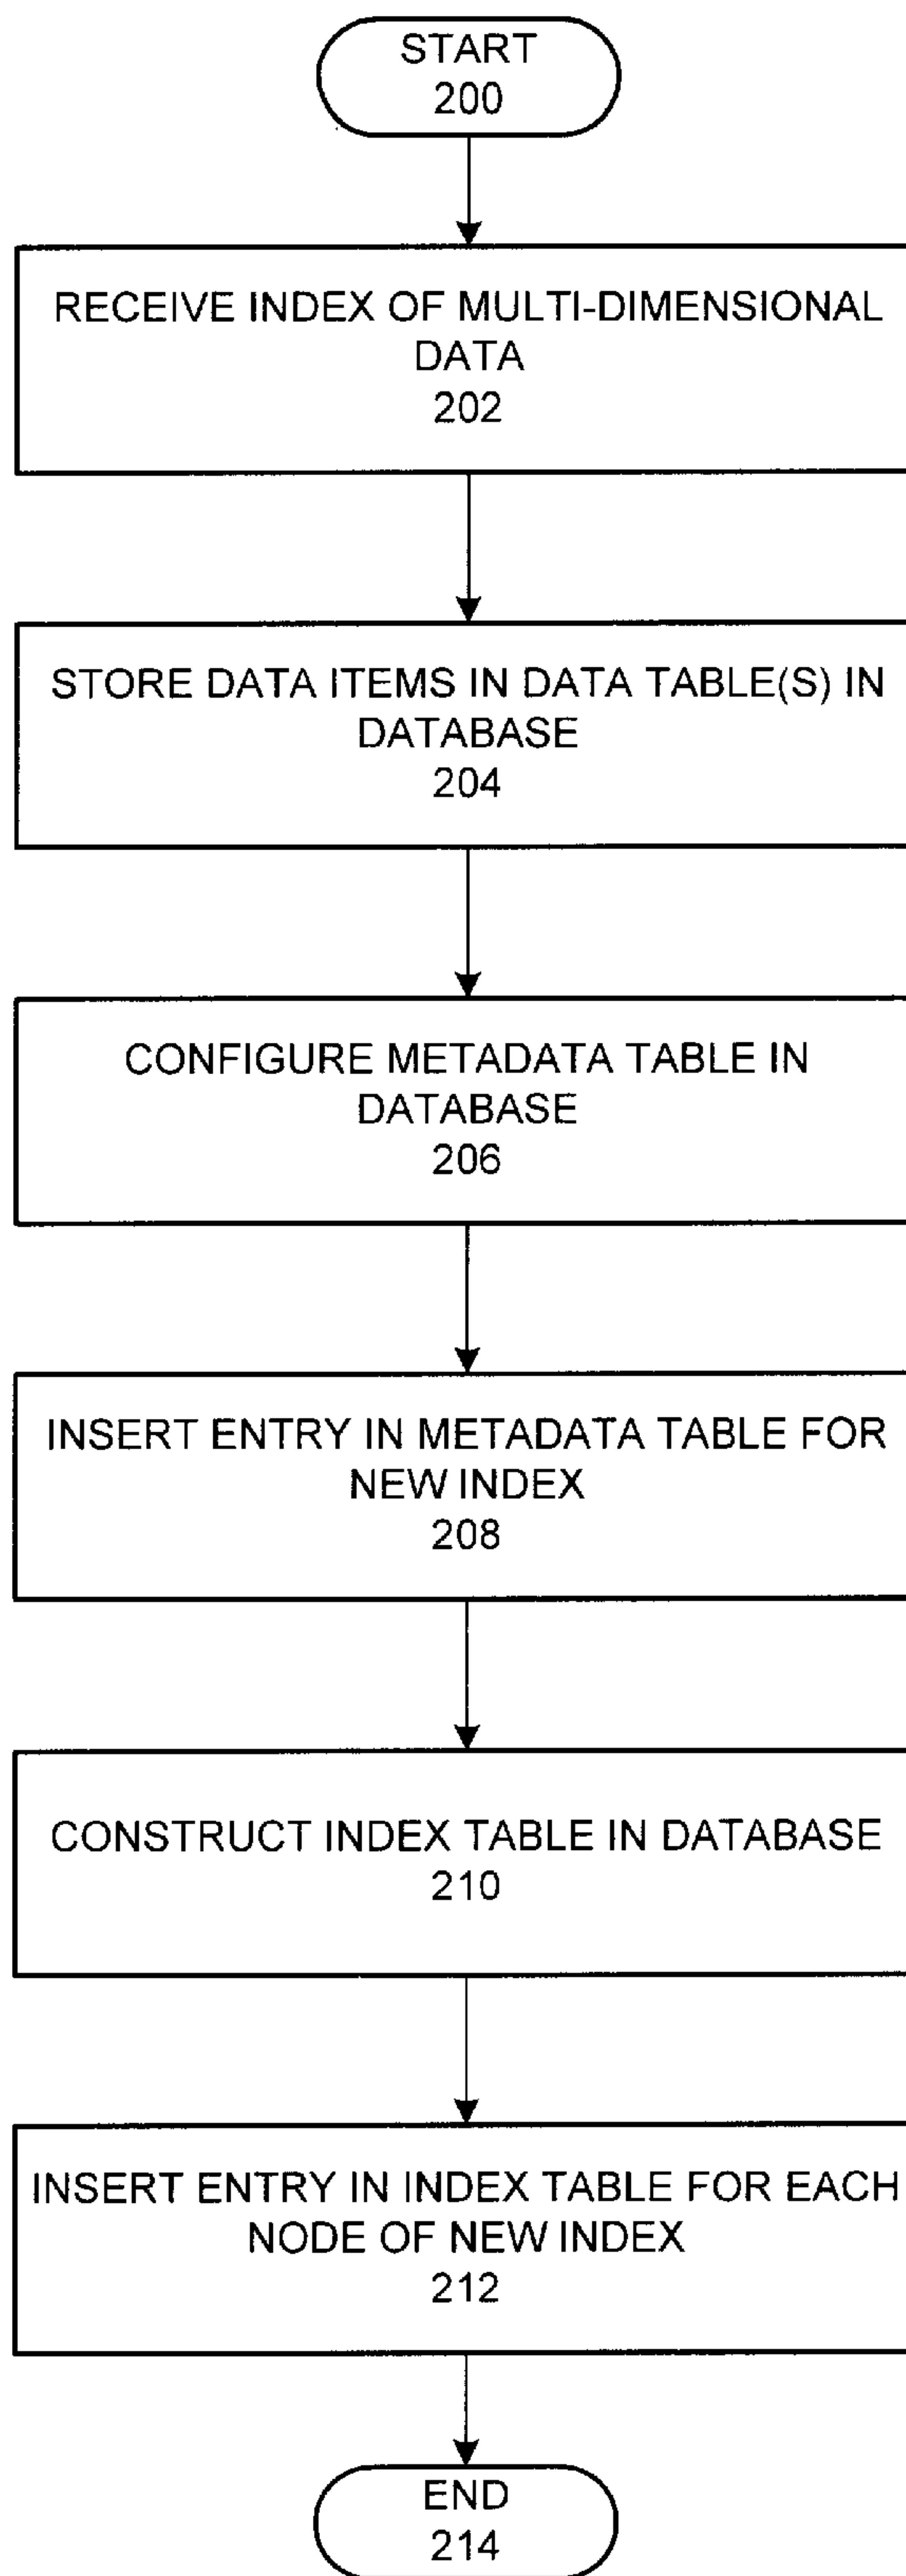 START
200
RECEIVE INDEX OF MULTI-DIMENSIONAL
DATA
202
STORE DATA ITEMS IN DATA TABLE(S) IN
DATABASE
204
CONFIGURE METADATA TABLE IN
DATABASE
206
INSERT ENTRY IN METADATA TABLE FOR
NEW INDEX
208
CONSTRUCT INDEX TABLE IN DATABASE
210
INSERT ENTRY IN INDEX TABLE FOR EACH
NODE OF NEW INDEX
212
END
214